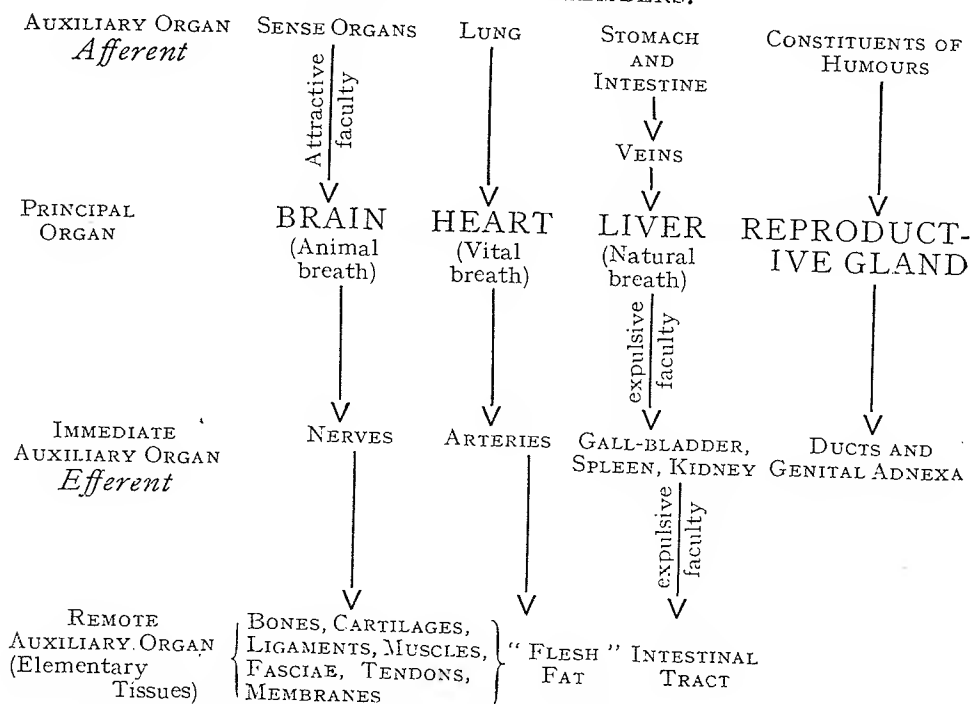 MEMBERS.
AUXILIARY ORGAN SENSE ORGANS LUNG STOMACH CONSTITUENTS OF
Afferent AND HUMOURS
INTESTINE
Attractive
faculty
VEINS
PRINCIPAL BRAIN HEART LIVER REPRODUCT-
ORGAN (Animal (Vital (Natural IVE GLAND
breath) breath) breath)
expulsive
faculty
IMMEDIATE NERVES ARTERIES GALL-BLADDER, DUCTS AND
AUXILIARY ORGAN SPLEEN, KIDNEY GENITAL ADNEXA
Efferent
expulsive
faculty
REMOTE BONES, CARTILAGES,
AUXILIARY ORGAN LIGAMENTS, MUSCLES, "FLESH" INTESTINAL
(Elementary FASCIAE, TENDONS, FAT TRACT
Tissues) MEMBRANES